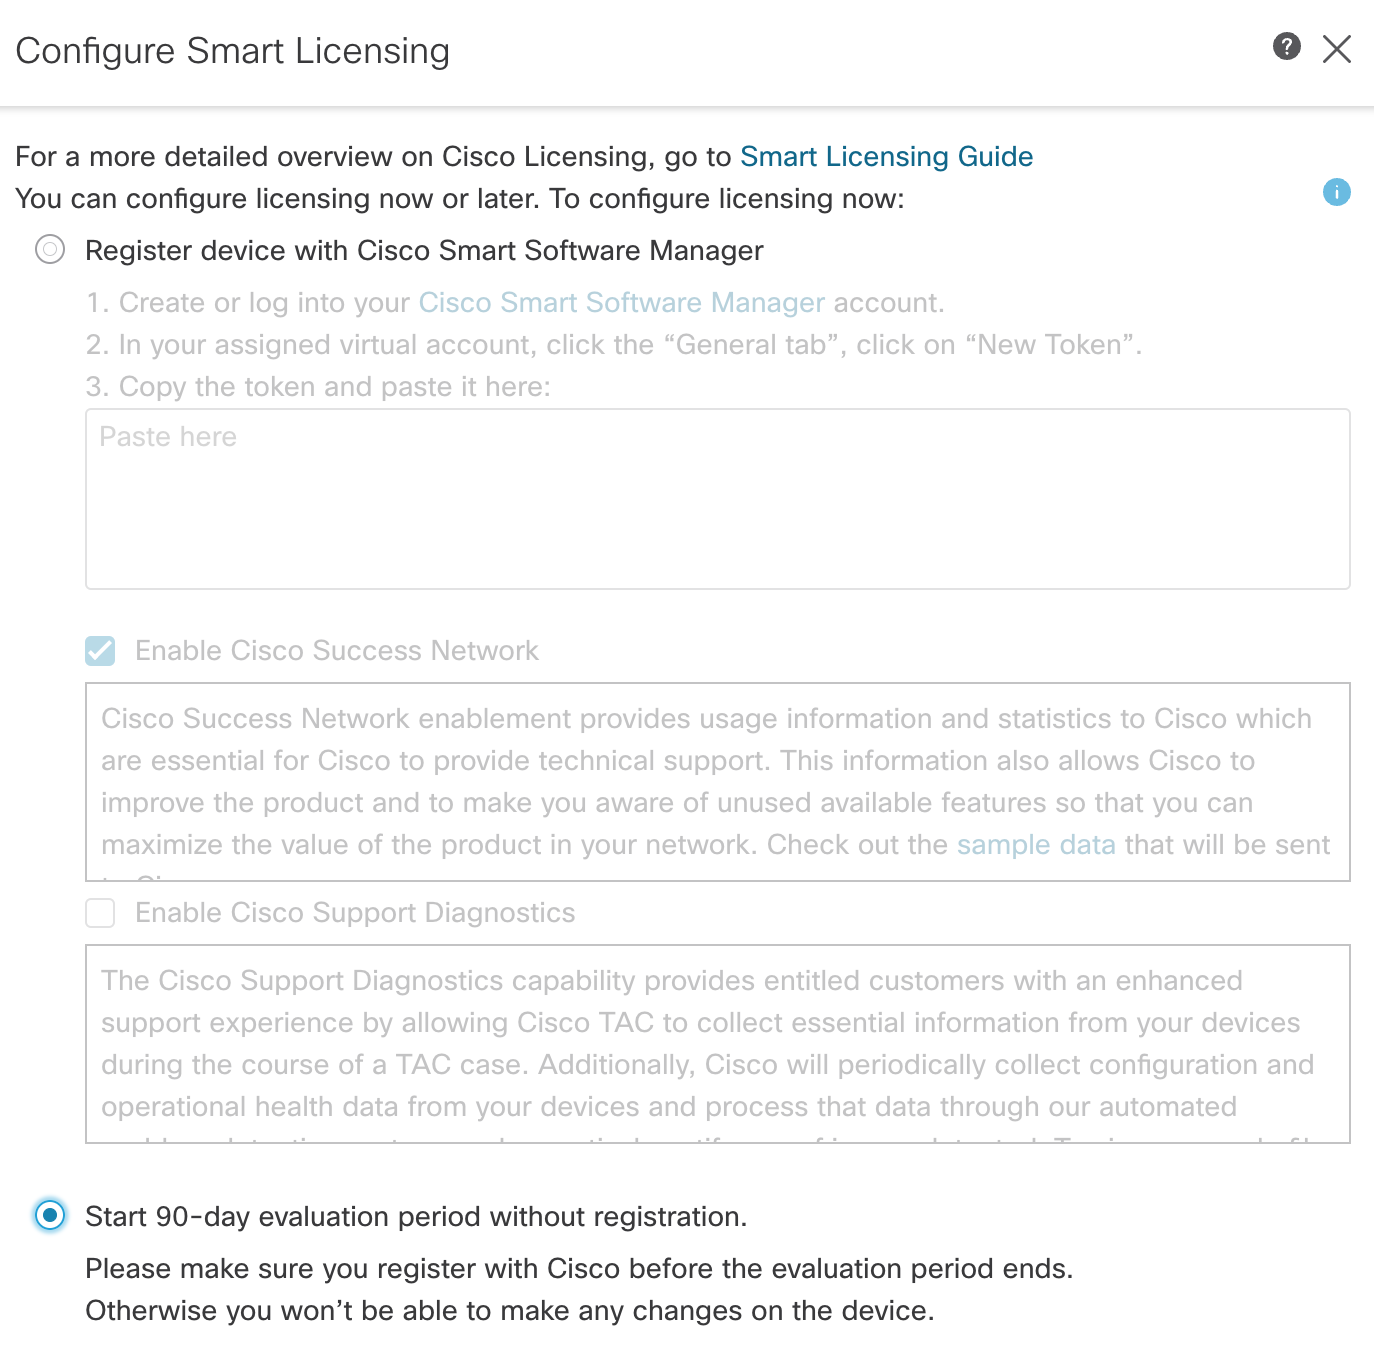 Configure Smart Licensing
?
For a more detailed overview on Cisco Licensing, go to Smart Licensing Guide
You can configure licensing now or later. To configure licensing now:
i
Register device with Cisco Smart Software Manager
1. Create or log into your Cisco Smart Software Manager account.
2. In your assigned virtual account, click the “General tab”, click on “New Token”.
3. Copy the token and paste it here:
Paste here
Enable Cisco Success Network
Cisco Success Network enablement provides usage information and statistics to Cisco which
are essential for Cisco to provide technical support. This information also allows Cisco to
improve the product and to make you aware of unused available features so that you can
maximize the value of the product in your network. Check out the sample data that will be sent
Enable Cisco Support Diagnostics
The Cisco Support Diagnostics capability provides entitled customers with an enhanced
support experience by allowing Cisco TAC to collect essential information from your devices
during the course of a TAC case. Additionally, Cisco will periodically collect configuration and
operational health data from your devices and process that data through our automated
Start 90-day evaluation period without registration.
Please make sure you register with Cisco before the evaluation period ends.
Otherwise you won’t be able to make any changes on the device.